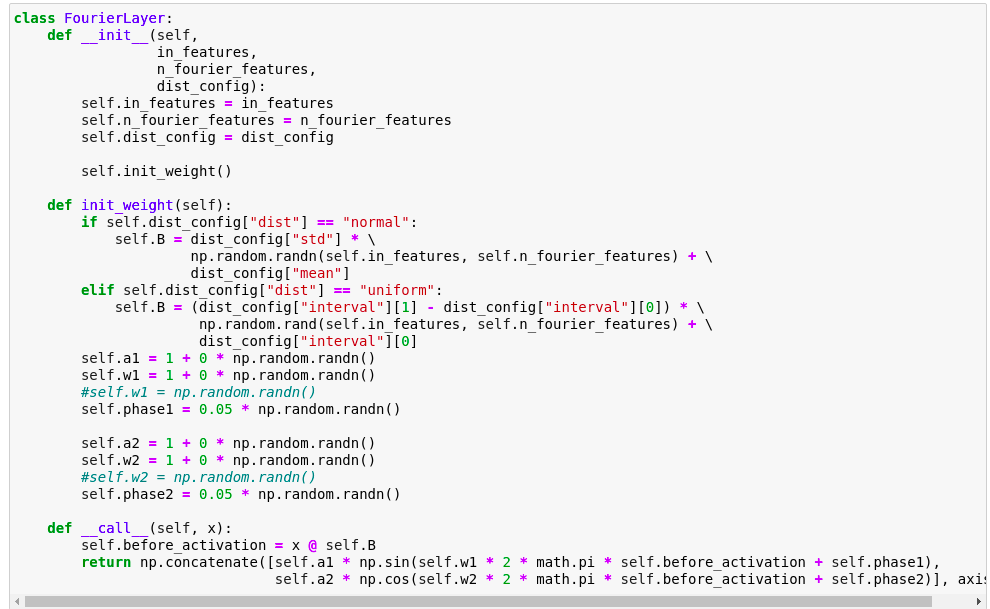 class FourierLayer:
    def __init__(self,
                 in_features,
                 n_fourier_features,
                 dist_config):
        self.in_features = in_features
        self.n_fourier_features = n_fourier_features
        self.dist_config = dist_config

        self.init_weight()

    def init_weight(self):
        if self.dist_config["dist"] == "normal":
            self.B = dist_config["std"] * \
                     np.random.randn(self.in_features, self.n_fourier_features) + \
                     dist_config["mean"]
        elif self.dist_config["dist"] == "uniform":
            self.B = (dist_config["interval"][1] - dist_config["interval"][0]) * \
                      np.random.rand(self.in_features, self.n_fourier_features) + \
                      dist_config["interval"][0]
        self.a1 = 1 + 0 * np.random.randn()
        self.w1 = 1 + 0 * np.random.randn()
        #self.w1 = np.random.randn()
        self.phase1 = 0.05 * np.random.randn()

        self.a2 = 1 + 0 * np.random.randn()
        self.w2 = 1 + 0 * np.random.randn()
        #self.w2 = np.random.randn()
        self.phase2 = 0.05 * np.random.randn()

    def __call__(self, x):
        self.before_activation = x @ self.B
        return np.concatenate([self.a1 * np.sin(self.w1 * 2 * math.pi * self.before_activation + self.phase1),
                               self.a2 * np.cos(self.w2 * 2 * math.pi * self.before_activation + self.phase2)],